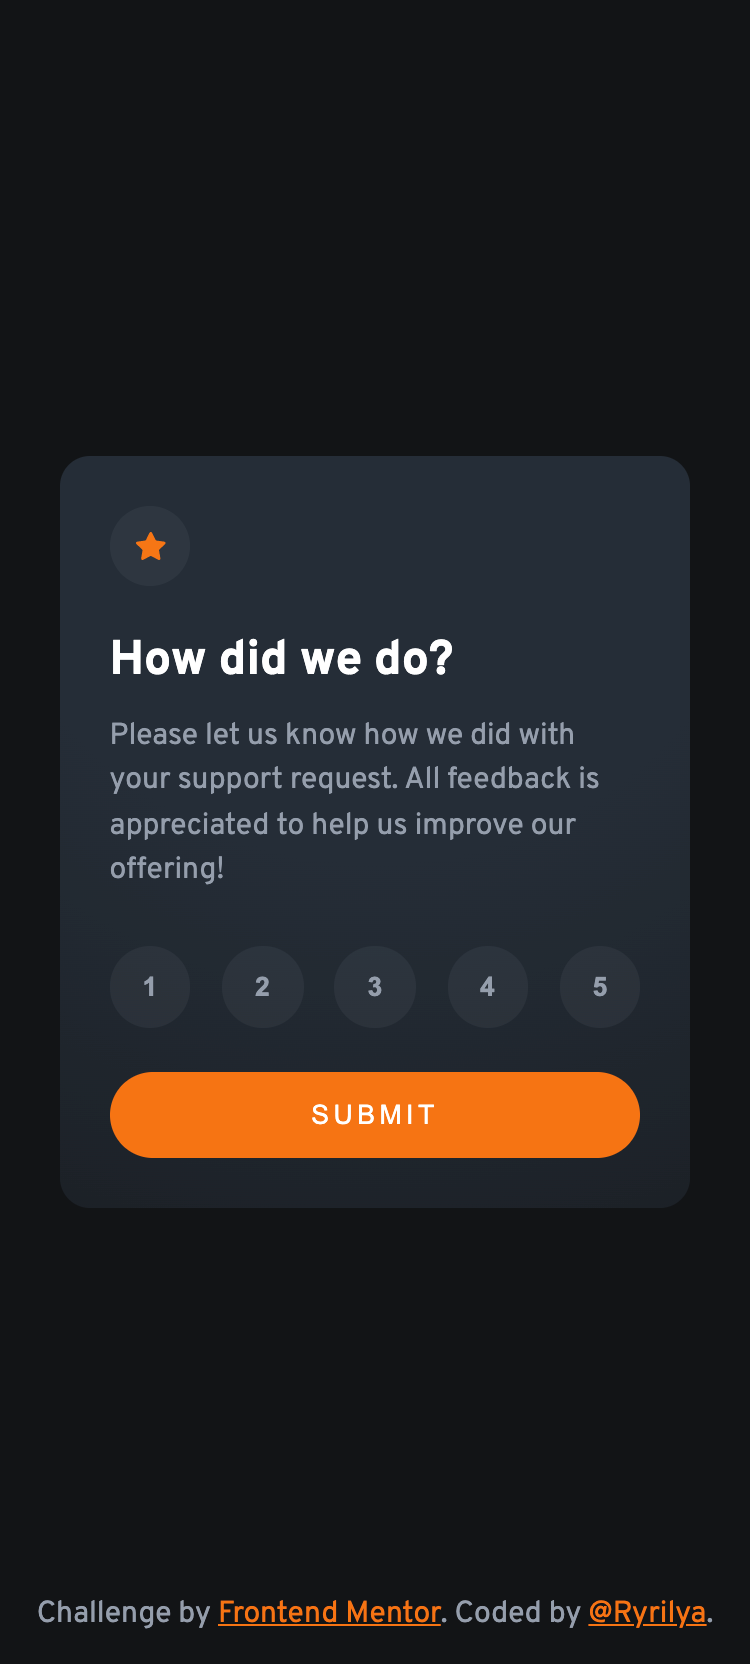 How did we do?
Please let us know how we did with
your support request. All feedback is
appreciated to help us improve our
offering!
1 2 3 4 5
SUBMIT
Challenge by Frontend Mentor. Coded by @Ryrilya.